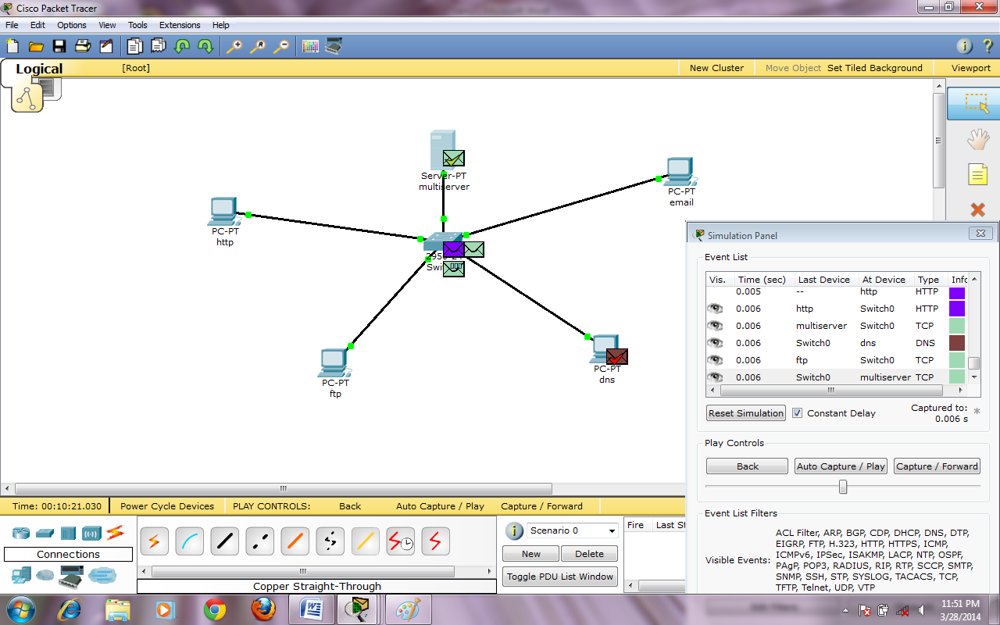 Cisco Packet Tracer
File Edit Options View Tools Extensions Help
Logical [Root] New Cluster Move Object Set Tiled Background Viewport
Server-PT
multiserver
PC-PT
email
PC-PT
http
Switch0
PC-PT
ftp
PC-PT
dns
Simulation Panel
Event List
Vis. Time (sec) Last Device At Device Type Info
0.005 -- http HTTP
0.006 http Switch0 HTTP
0.006 multiserver Switch0 TCP
0.006 Switch0 dns DNS
0.006 ftp Switch0 TCP
0.006 Switch0 multiserver TCP
Reset Simulation Constant Delay Captured to: *
0.006 s
Play Controls
Back Auto Capture / Play Capture / Forward
Event List Filters
Visible Events:
ACL Filter, ARP, BGP, CDP, DHCP, DNS, DTP,
EIGRP, FTP, H.323, HTTP, HTTPS, ICMP,
ICMPv6, IPSec, ISAKMP, LACP, NTP, OSPF,
PAgP, POP3, RADIUS, RIP, RTP, SCCP, SMTP,
SNMP, SSH, STP, SYSLOG, TACACS, TCP,
TFTP, Telnet, UDP, VTP
Time: 00:10:21.030 Power Cycle Devices PLAY CONTROLS: Back Auto Capture / Play Capture / Forward
Connections
Copper Straight-Through
Scenario 0
New Delete
Toggle PDU List Window
Fire Last St
11:51 PM
3/28/2014